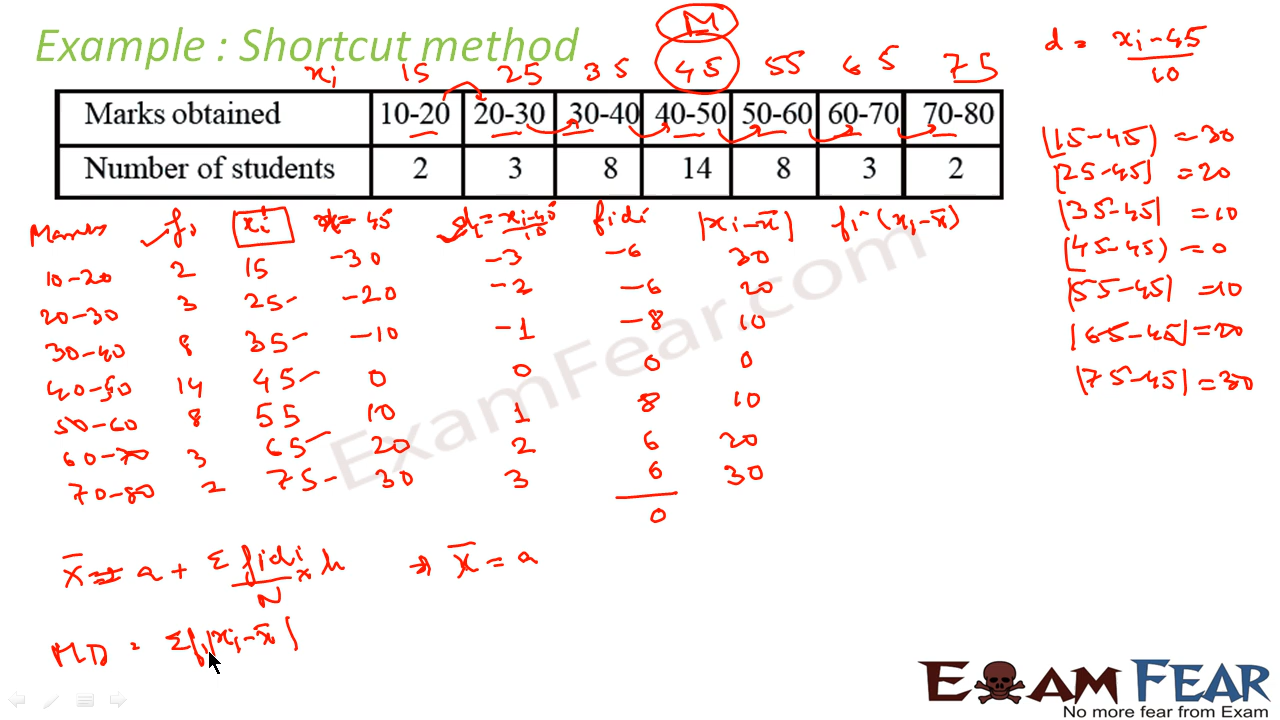 Example : Shortcut method
M
xi 15 25 35 45 55 65 75
Marks obtained 10-20 20-30 30-40 40-50 50-60 60-70 70-80
Number of students 2 3 8 14 8 3 2
d = xi-45/10
|15-45) = 30
|25-45| = 20
|35-45| = 10
|45-45) = 0
|55-45| = 10
|65-45| = 20
|75-45| = 30
Marks fi xi = 45 fidi |xi-x̄| fi (xi-x̄)
10-20 2 15 -30 -3 -6 30
20-30 3 25 -20 -2 -6 20
30-40 8 35 -10 -1 -8 10
40-50 14 45 0 0 0 0
50-60 8 55 10 1 8 10
60-70 3 65 20 2 6 20
70-80 2 75 30 3 6 30
0
x̄ = a + Σfidi/N × h ⇒ x̄ = a
MD = Σfi|xi-x̄|
ExamFear.com
EXAM FEAR
No more fear from Exam